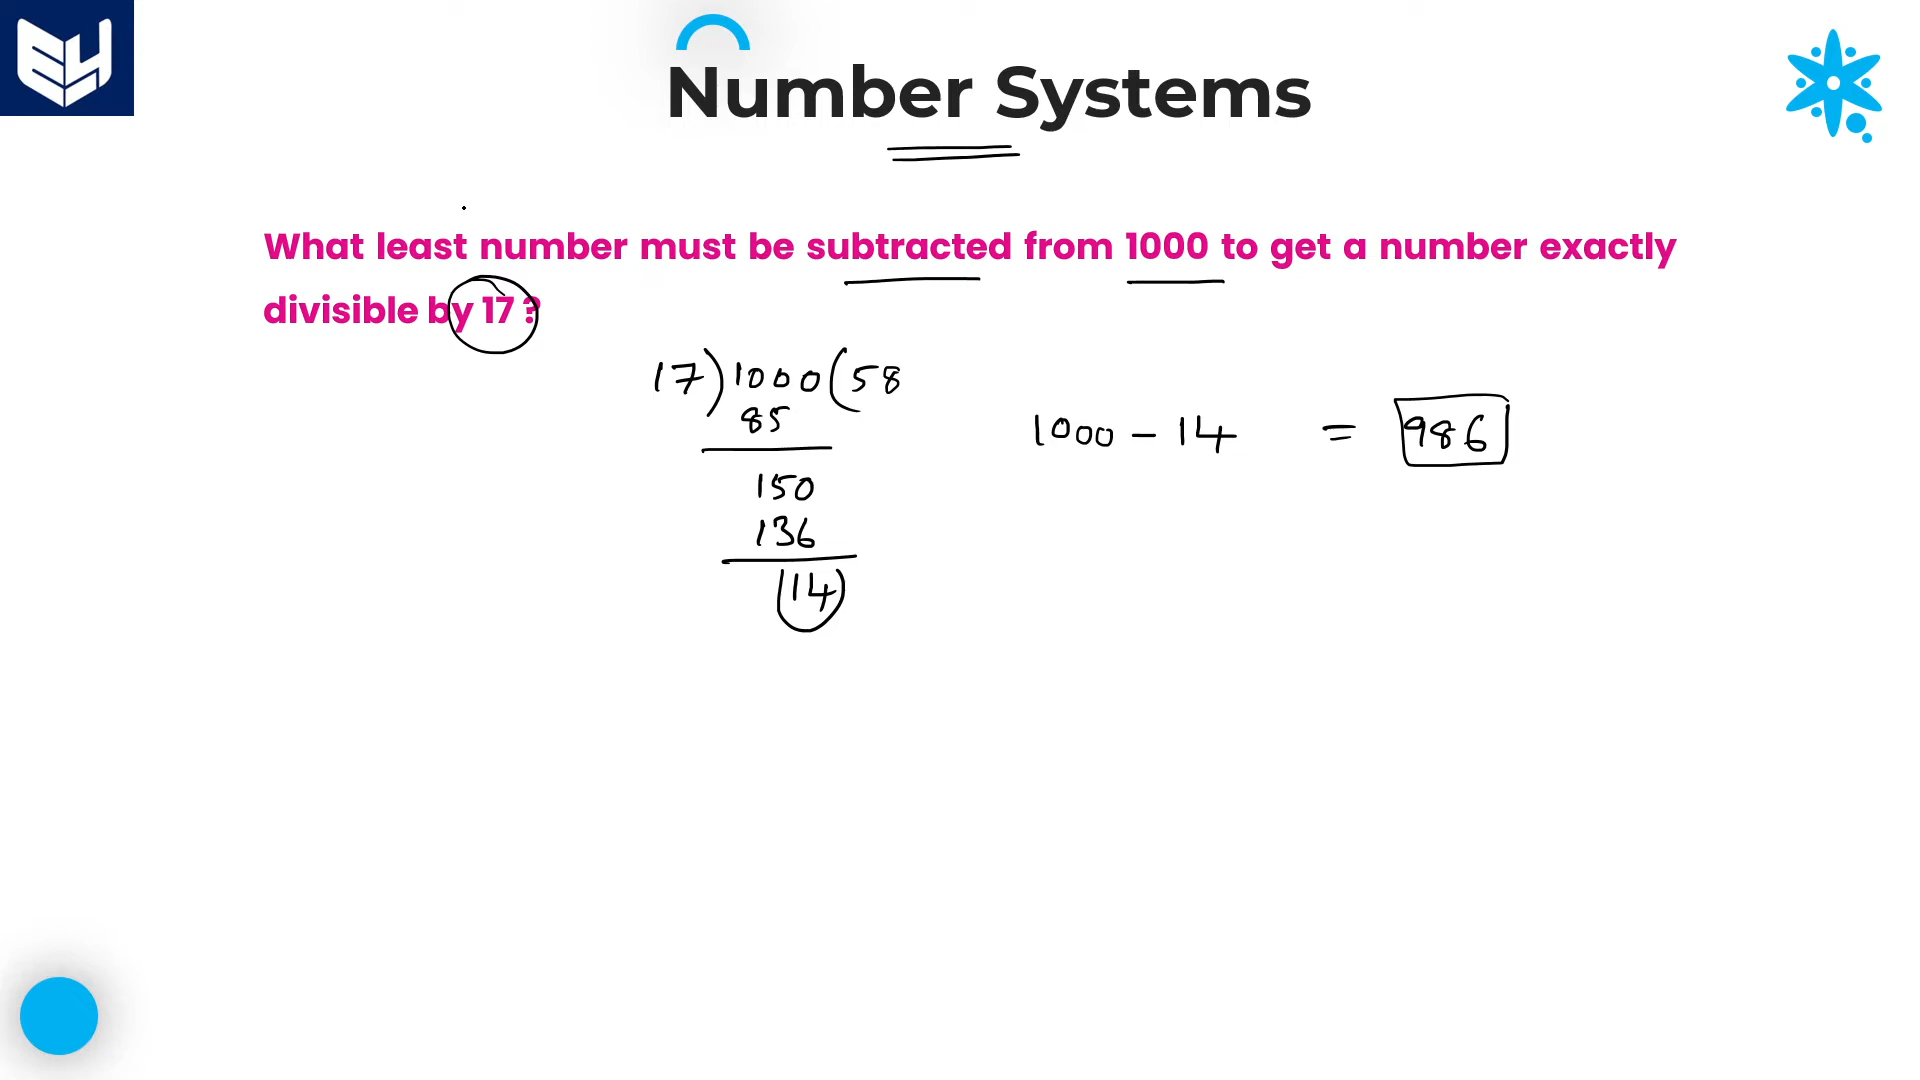 EY
Number Systems
What least number must be subtracted from 1000 to get a number exactly
divisible by 17 ?
17 ) 1000 ( 58
85
150
136
14
1000 - 14 = 986